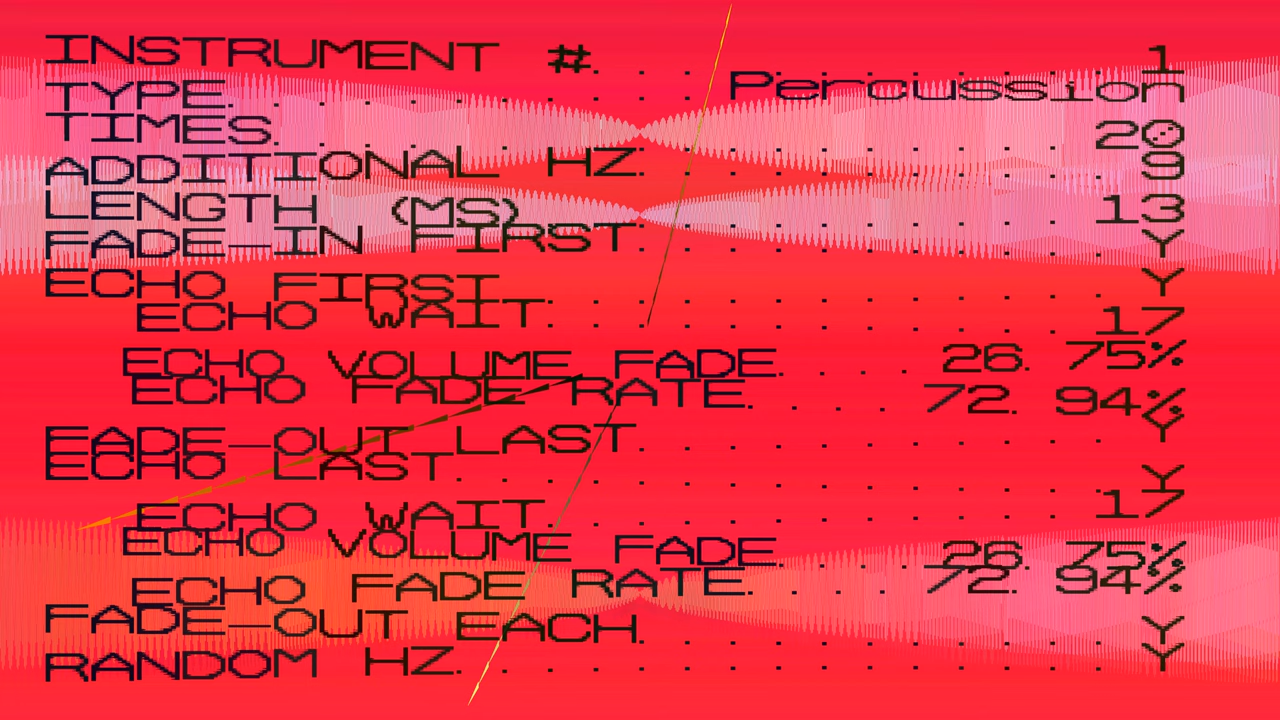 INSTRUMENT #. . . . . . . . . . . . 1
TYPE. . . . . . . . . . . Percussion
TIMES. . . . . . . . . . . . . . . . . . . 20
ADDITIONAL HZ. . . . . . . . . . . 9
LENGTH (MS). . . . . . . . . . . . . 13
FADE-IN FIRST. . . . . . . . . . . Y
ECHO FIRST. . . . . . . . . . . . . . Y
ECHO WAIT. . . . . . . . . . . . . 17
ECHO VOLUME FADE. . . . 26. 75%
ECHO FADE RATE. . . . 72. 94%
FADE-OUT LAST. . . . . . . . . . . Y
ECHO LAST. . . . . . . . . . . . . . . Y
ECHO WAIT. . . . . . . . . . . . . 17
ECHO VOLUME FADE. . . . 26. 75%
ECHO FADE RATE. . . . 72. 94%
FADE-OUT EACH. . . . . . . . . . . Y
RANDOM HZ. . . . . . . . . . . . . . . Y